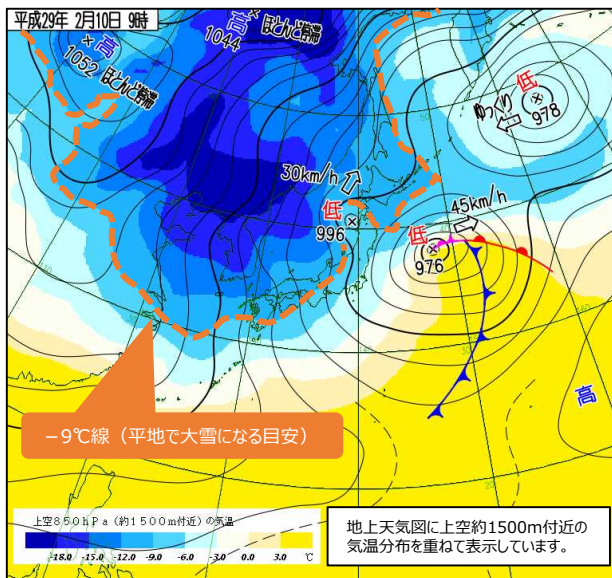 平成29年 2月10日 9時
高
1044
ほとんど停滞
高
1052
ほとんど停滞
低
978
ゆっくり
30km/h
低
996
45km/h
低
976
高
－9℃線（平地で大雪になる目安）
上空850hPa（約1500m付近）の気温
-18.0 -15.0 -12.0 -9.0 -6.0 -3.0 0.0 3.0 ℃
地上天気図に上空約1500m付近の
気温分布を重ねて表示しています。